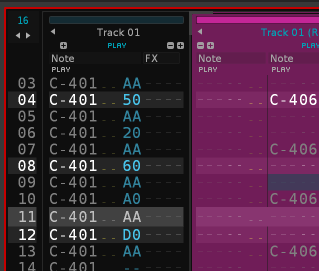 16
Track 01 Track 01 (R
PLAY
Note FX Note Note
PLAY PLAY PLAY
03 C-401 .. AA ----
04 C-401 .. 50 ---- C-406
05 C-401 .. AA ----
06 C-401 .. 20 ----
07 C-401 .. AA ---- C-406
08 C-401 .. 60 ----
09 C-401 .. AA ----
10 C-401 .. A0 ---- C-406
11 C-401 .. AA ----
12 C-401 .. D0 ----
13 C-401 .. AA ---- C-406
14 C-401 .. -- ----